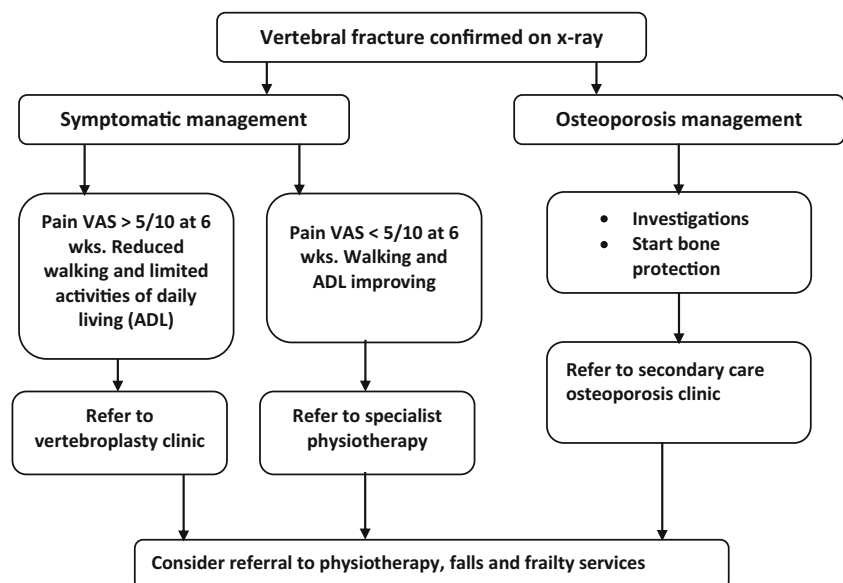 Vertebral fracture confirmed on x-ray
Symptomatic management
Osteoporosis management
Pain VAS > 5/10 at 6
wks. Reduced
walking and limited
activities of daily
living (ADL)
Pain VAS < 5/10 at 6
wks. Walking and
ADL improving
• Investigations
• Start bone
protection
Refer to
vertebroplasty clinic
Refer to specialist
physiotherapy
Refer to secondary care
osteoporosis clinic
Consider referral to physiotherapy, falls and frailty services